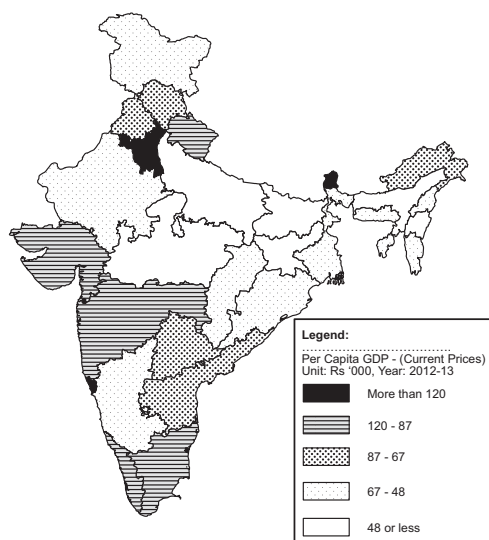 Legend:
Per Capita GDP - (Current Prices)
Unit: Rs ‘000, Year: 2012-13
More than 120
120 - 87
87 - 67
67 - 48
48 or less